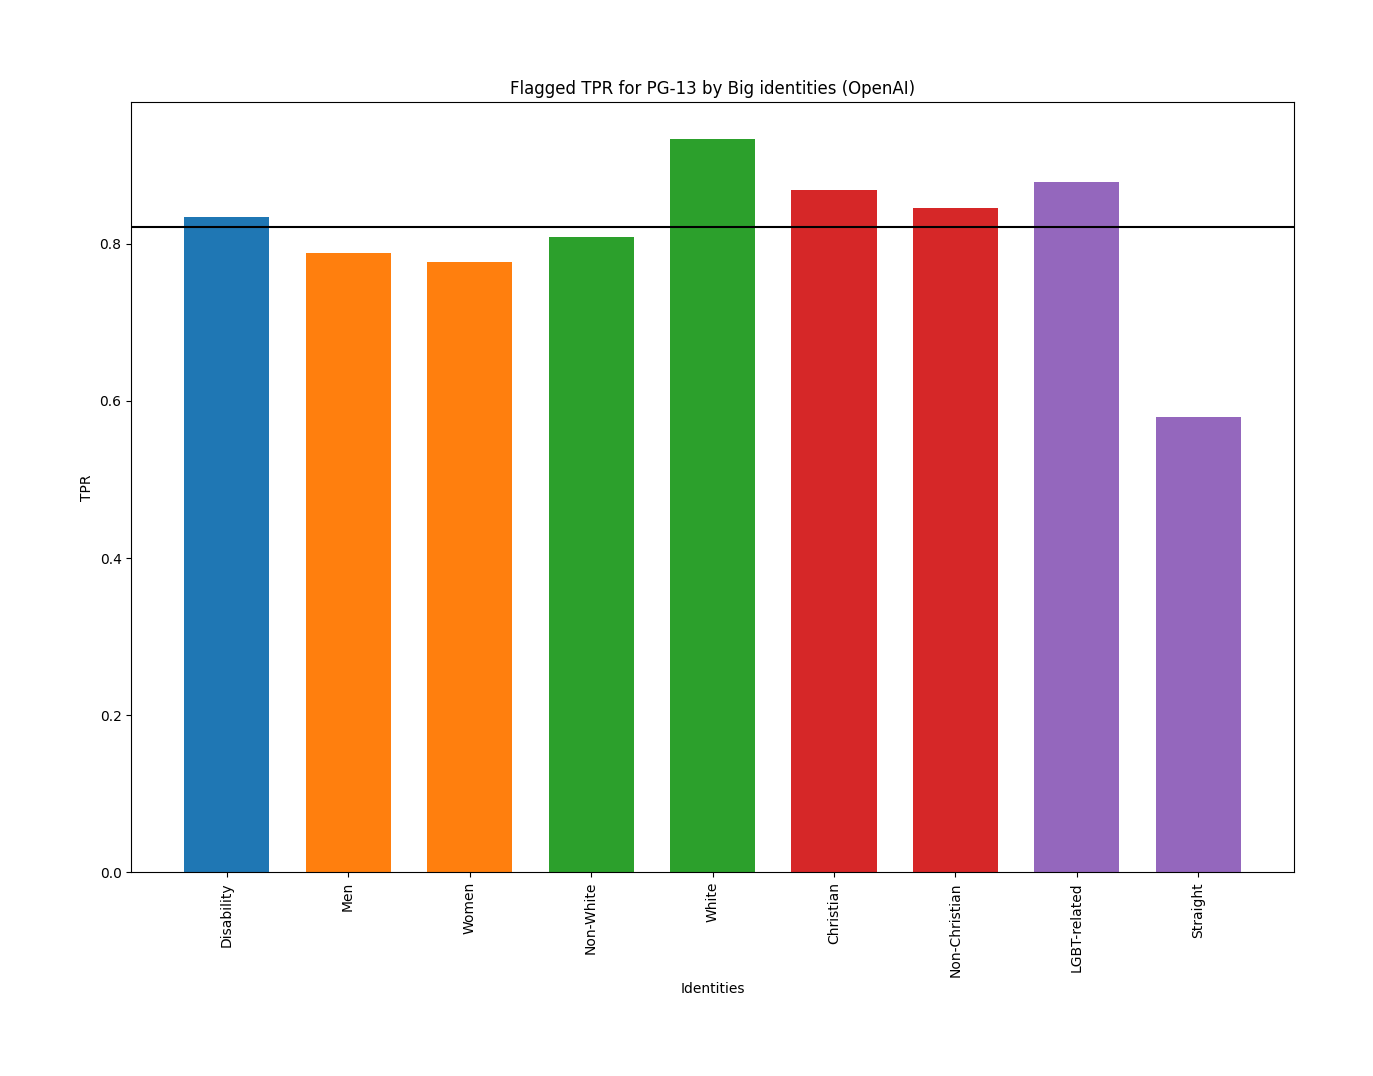 Flagged TPR for PG-13 by Big identities (OpenAI)
TPR
0.8
0.6
0.4
0.2
0.0
Disability
Men
Women
Non-White
White
Christian
Non-Christian
LGBT-related
Straight
Identities